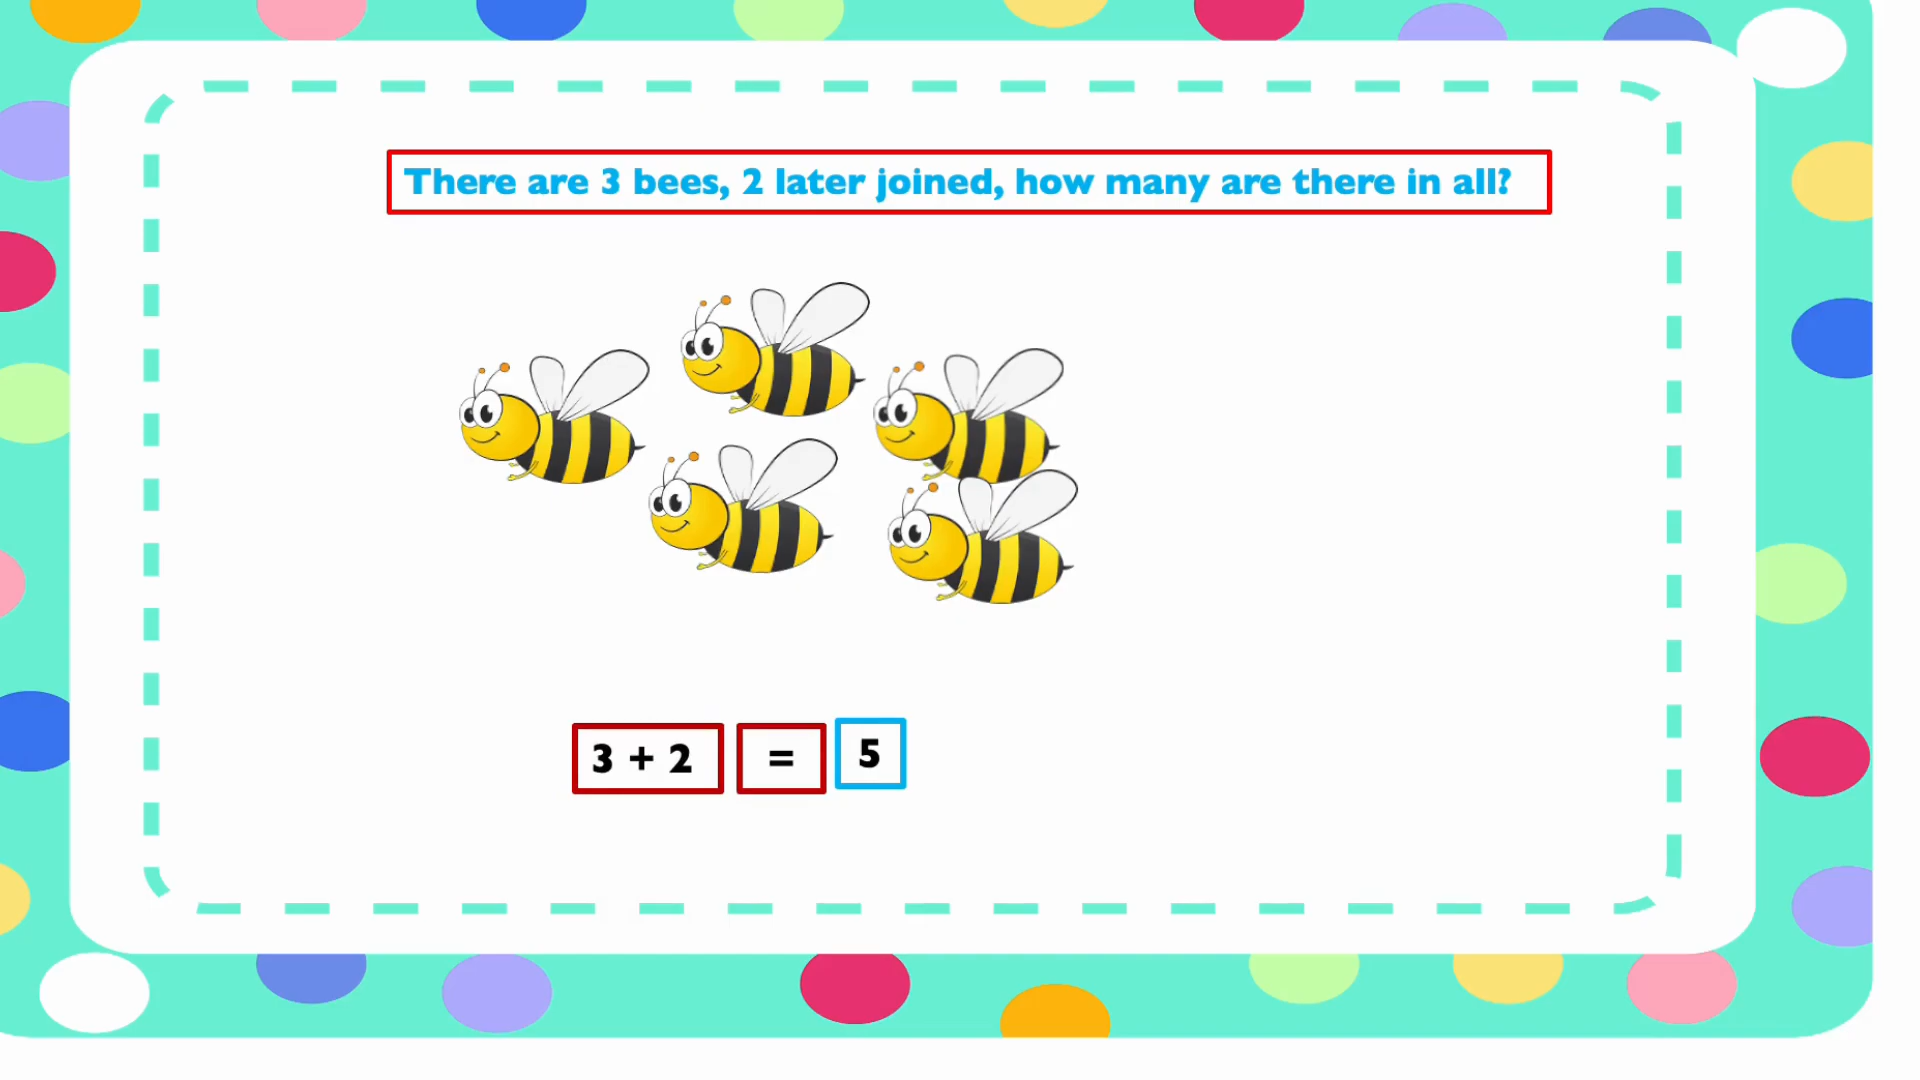 There are 3 bees, 2 later joined, how many are there in all?
3 + 2 = 5